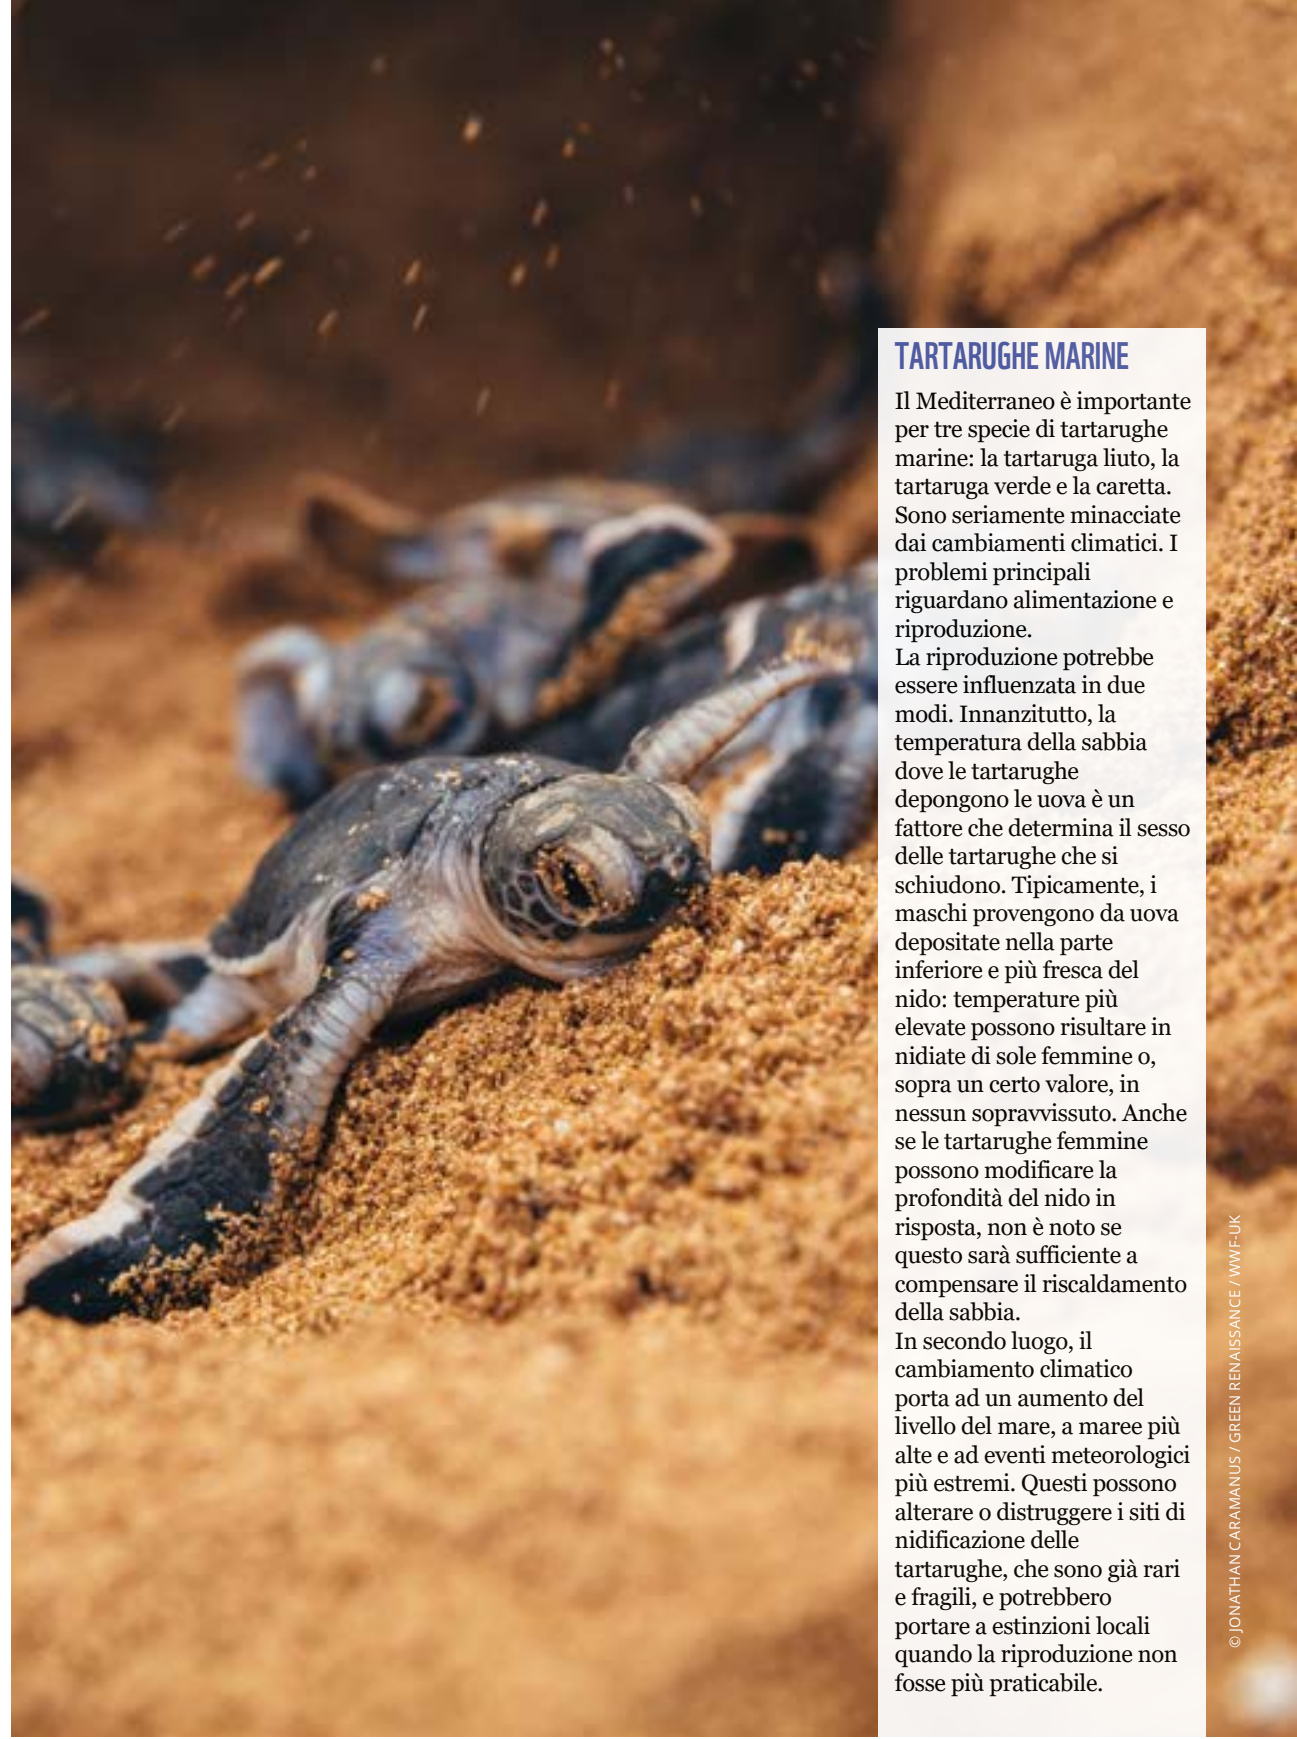 TARTARUGHE MARINE
Il Mediterraneo è importante
per tre specie di tartarughe
marine: la tartaruga liuto, la
tartaruga verde e la caretta.
Sono seriamente minacciate
dai cambiamenti climatici. I
problemi principali
riguardano alimentazione e
riproduzione.
La riproduzione potrebbe
essere influenzata in due
modi. Innanzitutto, la
temperatura della sabbia
dove le tartarughe
depongono le uova è un
fattore che determina il sesso
delle tartarughe che si
schiudono. Tipicamente, i
maschi provengono da uova
depositate nella parte
inferiore e più fresca del
nido: temperature più
elevate possono risultare in
nidiate di sole femmine o,
sopra un certo valore, in
nessun sopravvissuto. Anche
se le tartarughe femmine
possono modificare la
profondità del nido in
risposta, non è noto se
questo sarà sufficiente a
compensare il riscaldamento
della sabbia.
In secondo luogo, il
cambiamento climatico
porta ad un aumento del
livello del mare, a maree più
alte e ad eventi meteorologici
più estremi. Questi possono
alterare o distruggere i siti di
nidificazione delle
tartarughe, che sono già rari
e fragili, e potrebbero
portare a estinzioni locali
quando la riproduzione non
fosse più praticabile.
© JONATHAN CARAMANUS / GREEN RENAISSANCE / WWF-UK